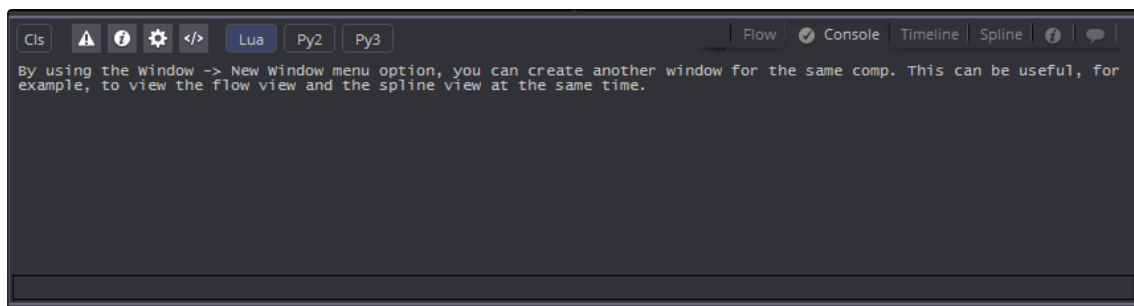 Cls </> Lua Py2 Py3 Flow Console Timeline Spline
By using the Window -> New Window menu option, you can create another window for the same comp. This can be useful, for
example, to view the flow view and the spline view at the same time.